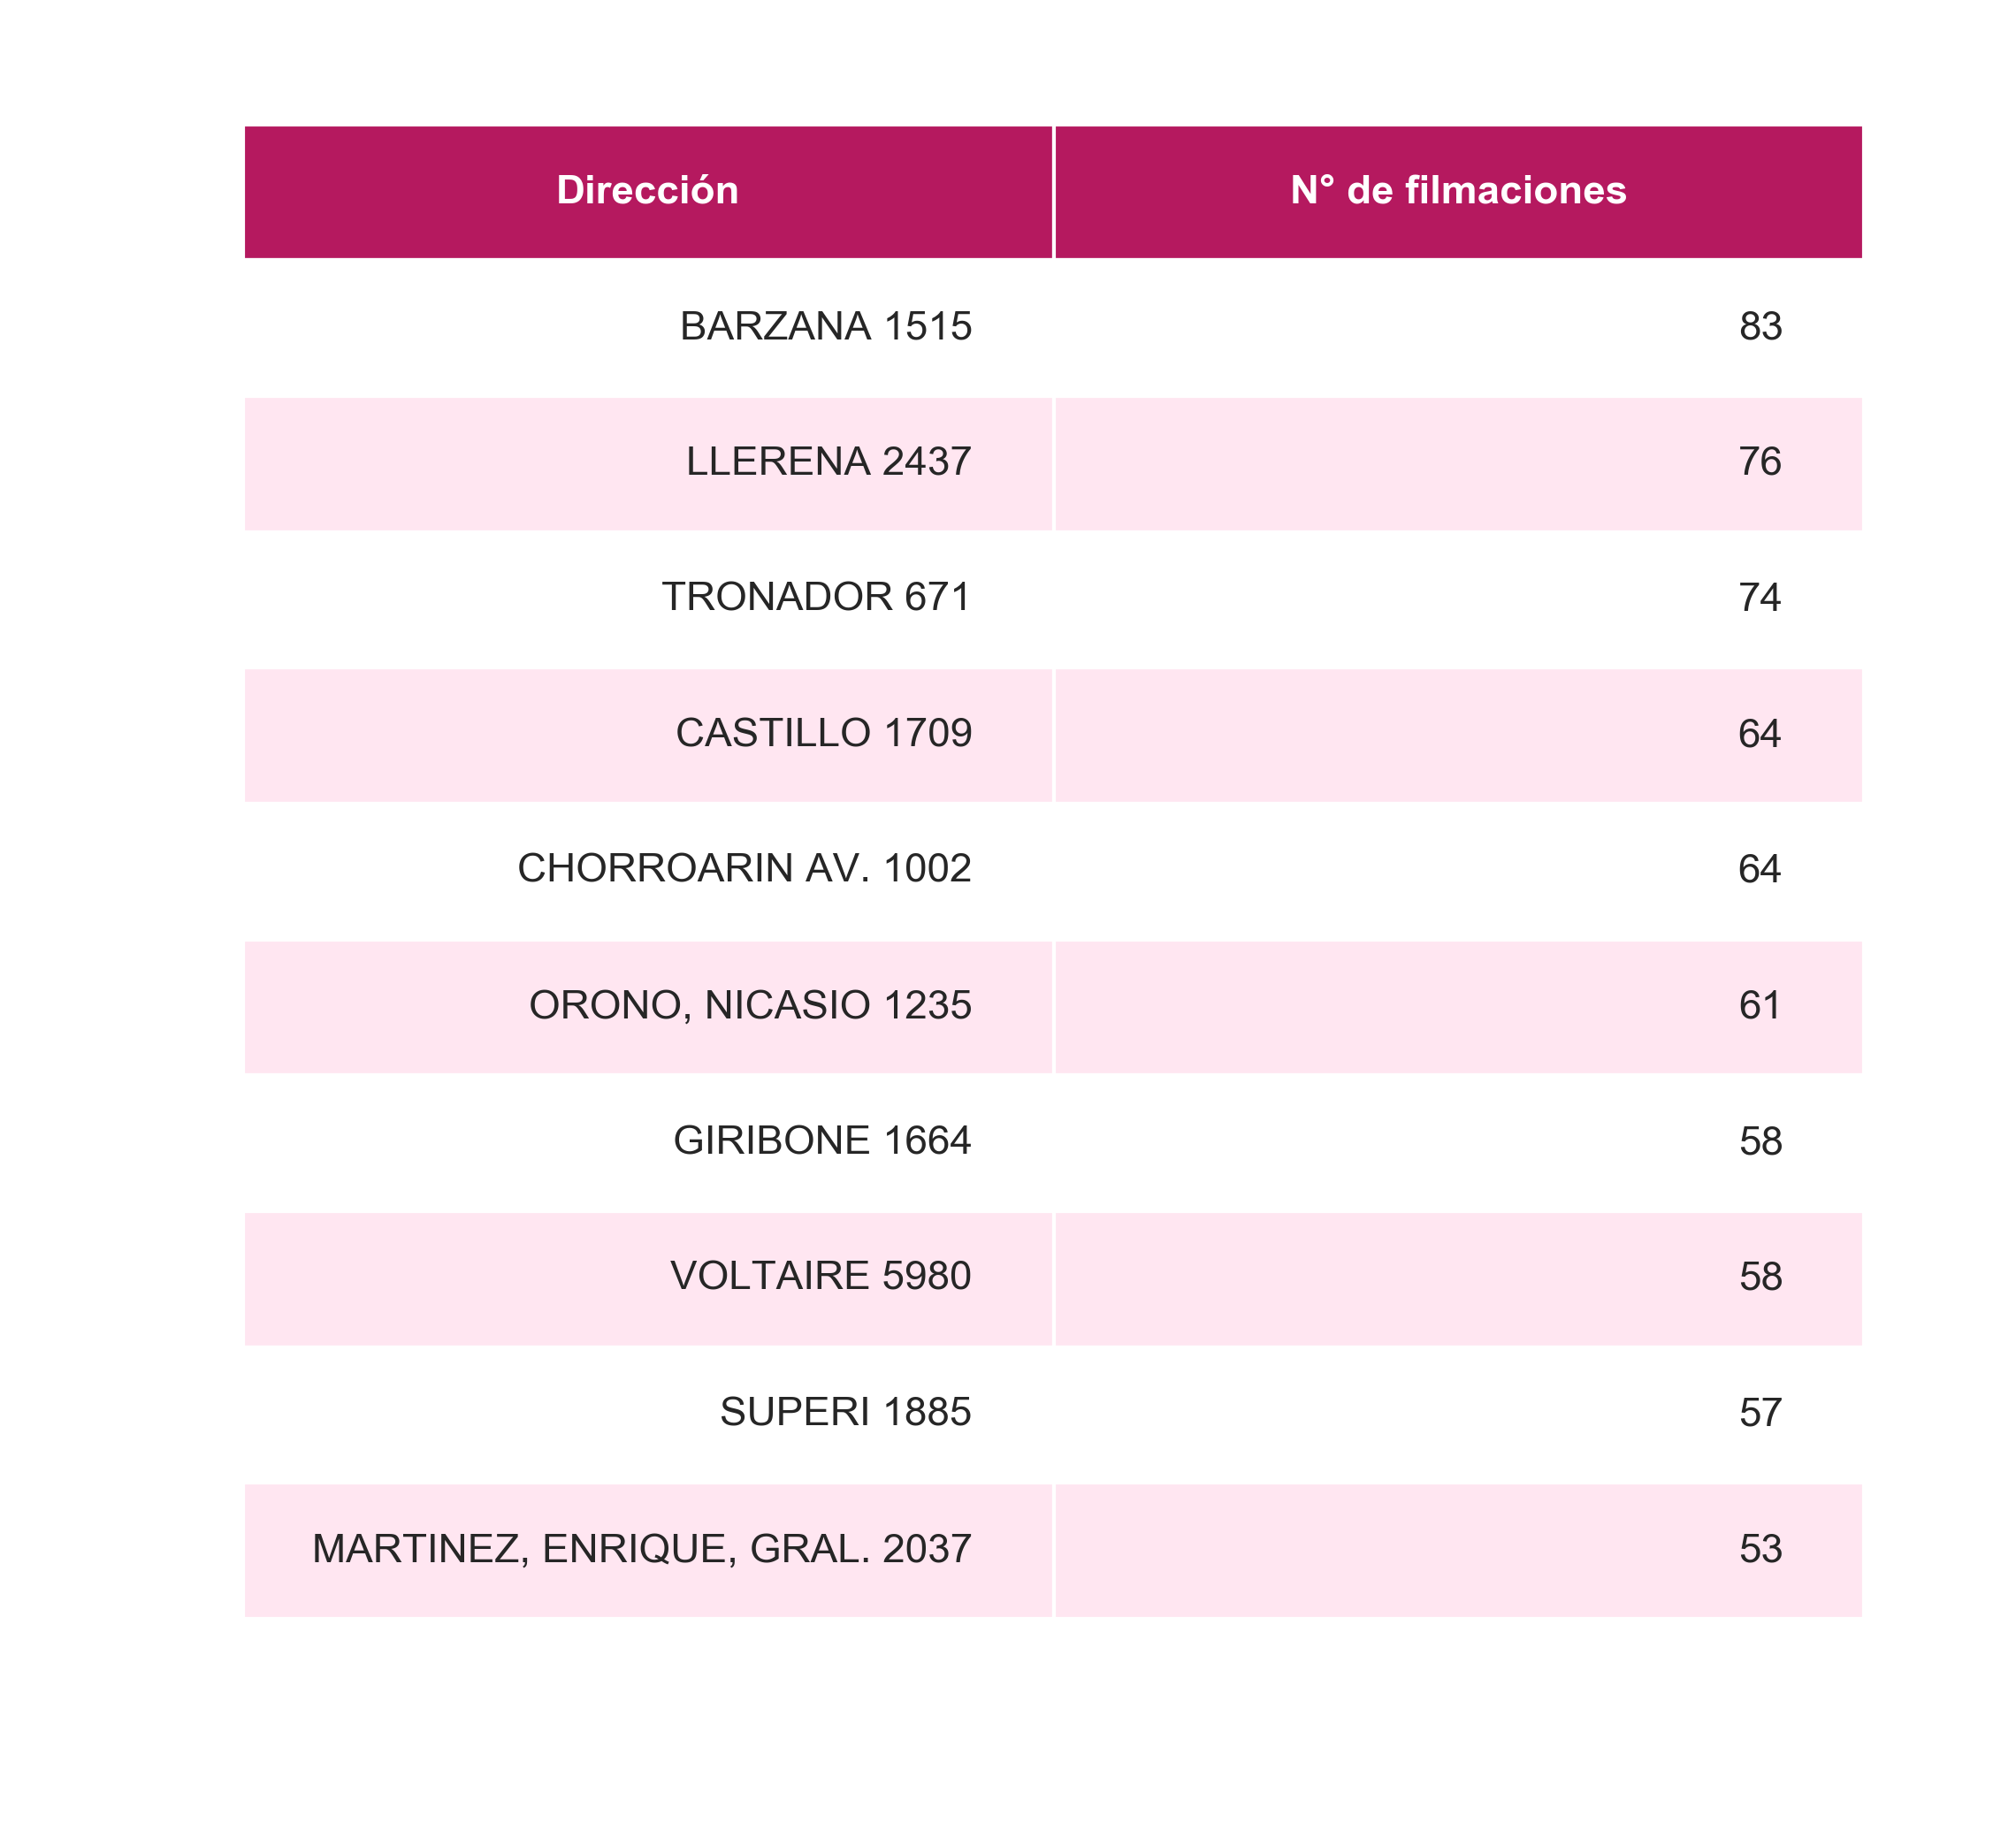 Dirección N° de filmaciones
BARZANA 1515 83
LLERENA 2437 76
TRONADOR 671 74
CASTILLO 1709 64
CHORROARIN AV. 1002 64
ORONO, NICASIO 1235 61
GIRIBONE 1664 58
VOLTAIRE 5980 58
SUPERI 1885 57
MARTINEZ, ENRIQUE, GRAL. 2037 53